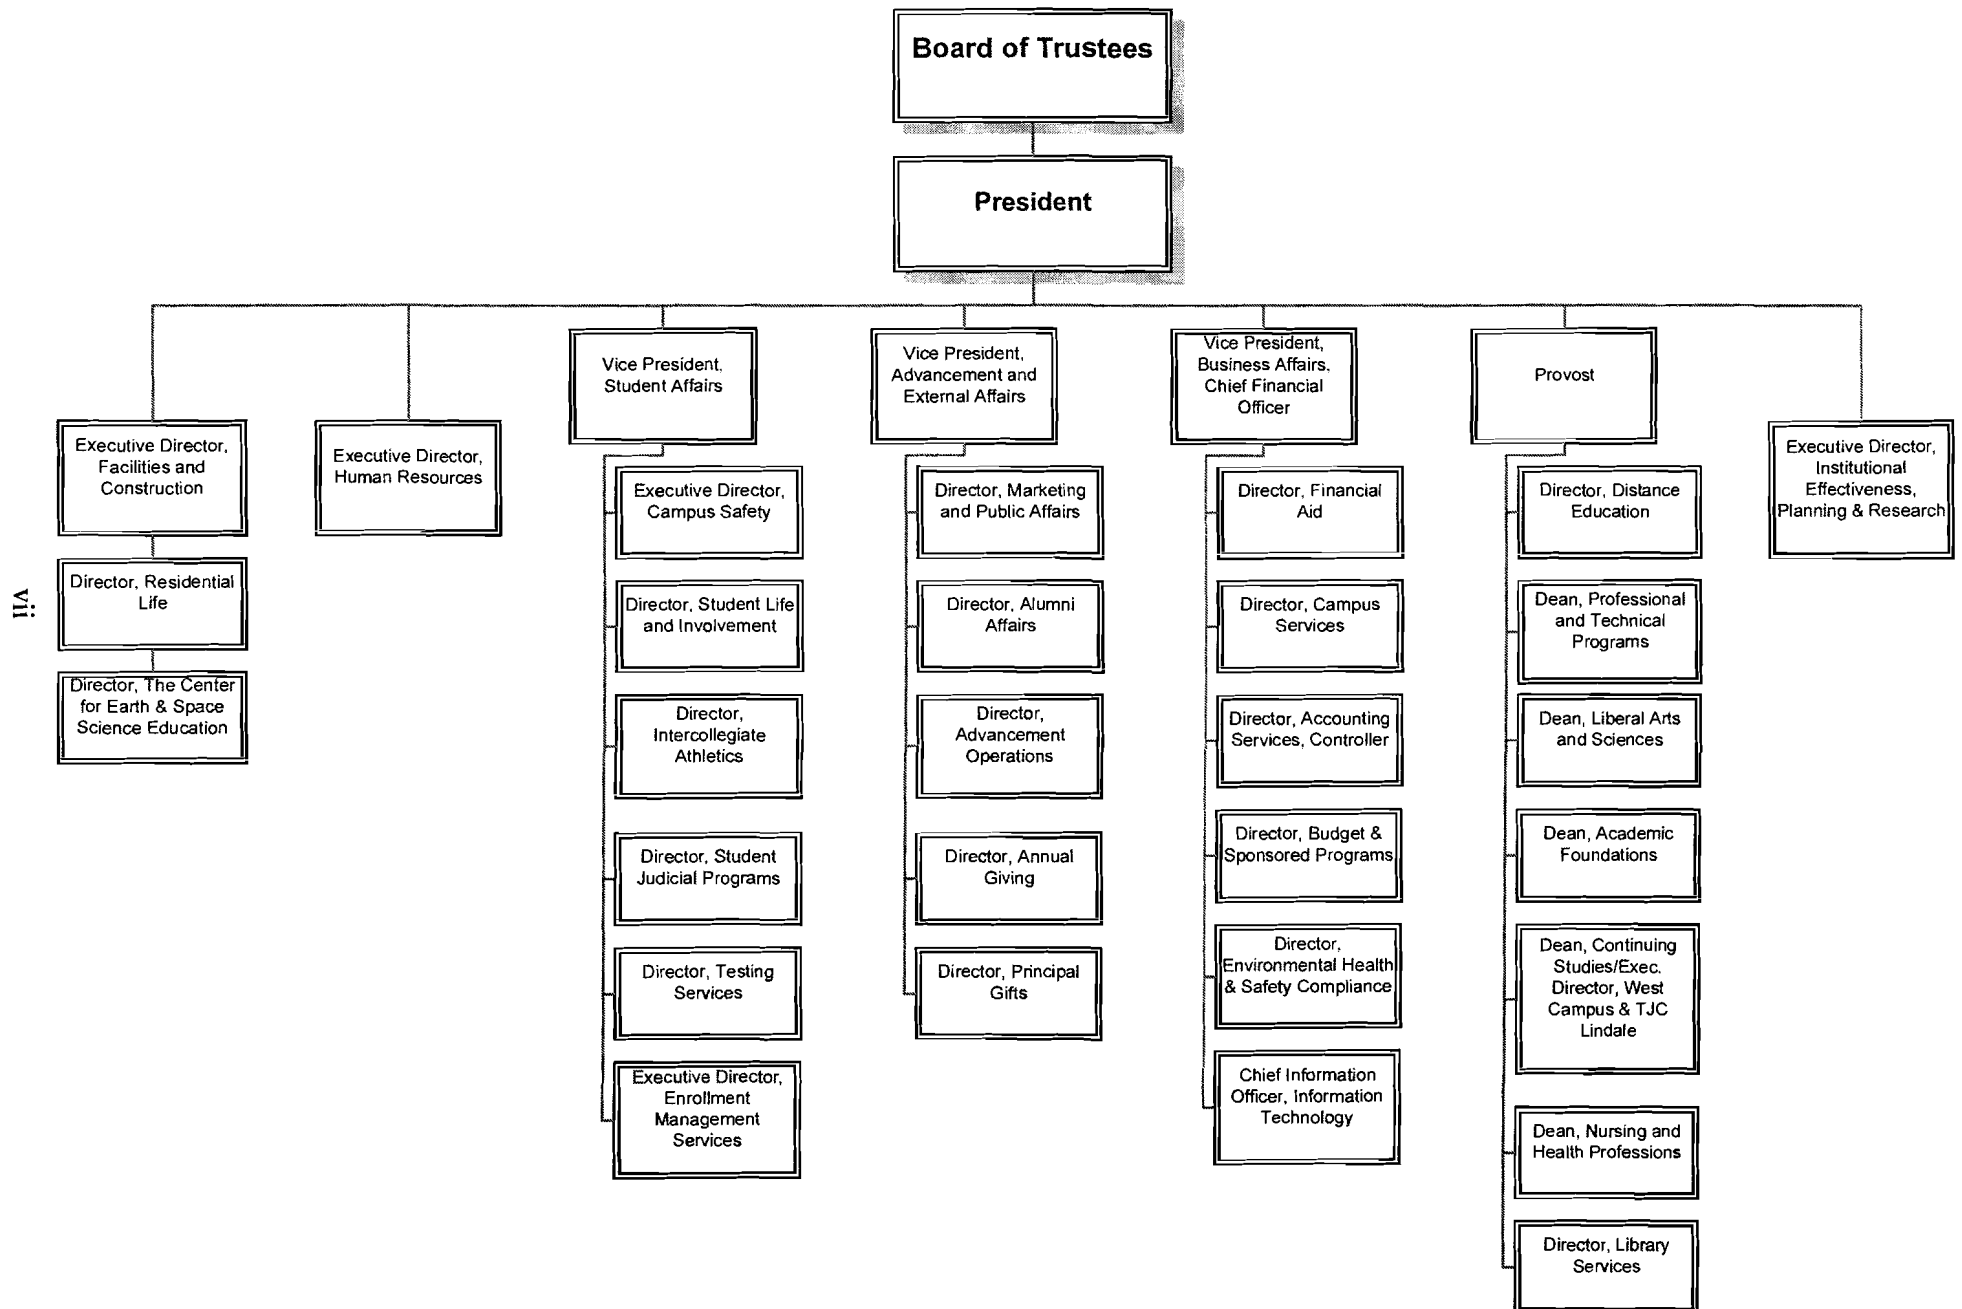 Board of Trustees
President
Executive Director,
Facilities and
Construction
Director, Residential
Life
Director, The Center
for Earth & Space
Science Education
Executive Director,
Human Resources
Vice President,
Student Affairs
Executive Director,
Campus Safety
Director, Student Life
and Involvement
Director,
Intercollegiate
Athletics
Director, Student
Judicial Programs
Director, Testing
Services
Executive Director,
Enrollment
Management
Services
Vice President,
Advancement and
External Affairs
Director, Marketing
and Public Affairs
Director, Alumni
Affairs
Director,
Advancement
Operations
Director, Annual
Giving
Director, Principal
Gifts
Vice President,
Business Affairs,
Chief Financial
Officer
Director, Financial
Aid
Director, Campus
Services
Director, Accounting
Services, Controller
Director, Budget &
Sponsored Programs
Director,
Environmental Health
& Safety Compliance
Chief Information
Officer, Information
Technology
Provost
Director, Distance
Education
Dean, Professional
and Technical
Programs
Dean, Liberal Arts
and Sciences
Dean, Academic
Foundations
Dean, Continuing
Studies/Exec.
Director, West
Campus & TJC
Lindale
Dean, Nursing and
Health Professions
Director, Library
Services
Executive Director,
Institutional
Effectiveness,
Planning & Research
vii